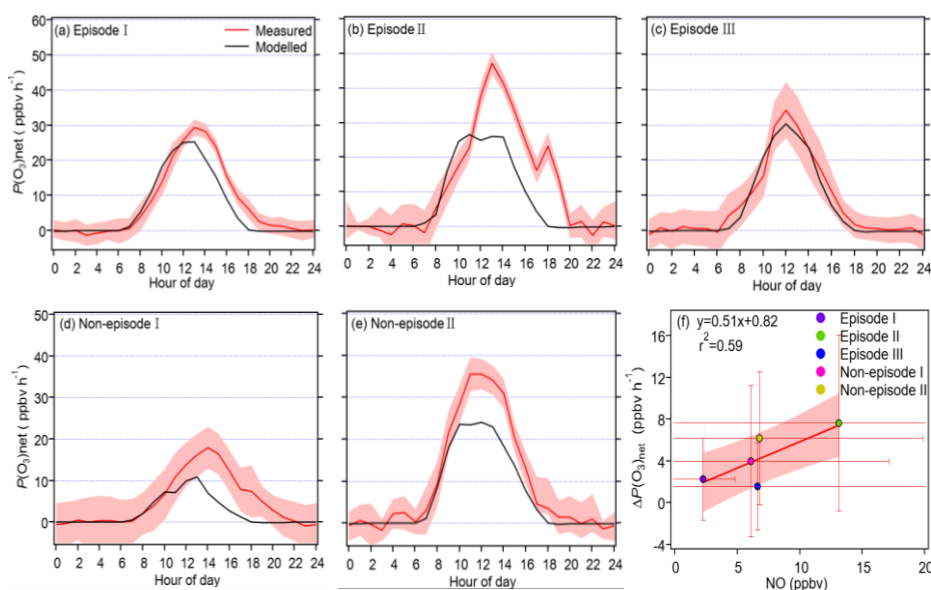 (a) Episode I
Measured
Modelled
(b) Episode II
(c) Episode III
P(O3)net ( ppbv h-1)
60
50
40
30
20
10
0
0 2 4 6 8 10 12 14 16 18 20 22 24
Hour of day
0 2 4 6 8 10 12 14 16 18 20 22 24
Hour of day
0 2 4 6 8 10 12 14 16 18 20 22 24
Hour of day
(d) Non-episode I
(e) Non-episode II
P(O3)net ( ppbv h-1)
50
40
30
20
10
0
0 2 4 6 8 10 12 14 16 18 20 22 24
Hour of day
0 2 4 6 8 10 12 14 16 18 20 22 24
Hour of day
(f) y=0.51x+0.82
r2=0.59
Episode I
Episode II
Episode III
Non-episode I
Non-episode II
ΔP(O3)net (ppbv h-1)
16
12
8
4
0
-4
0 5 10 15 20
NO (ppbv)